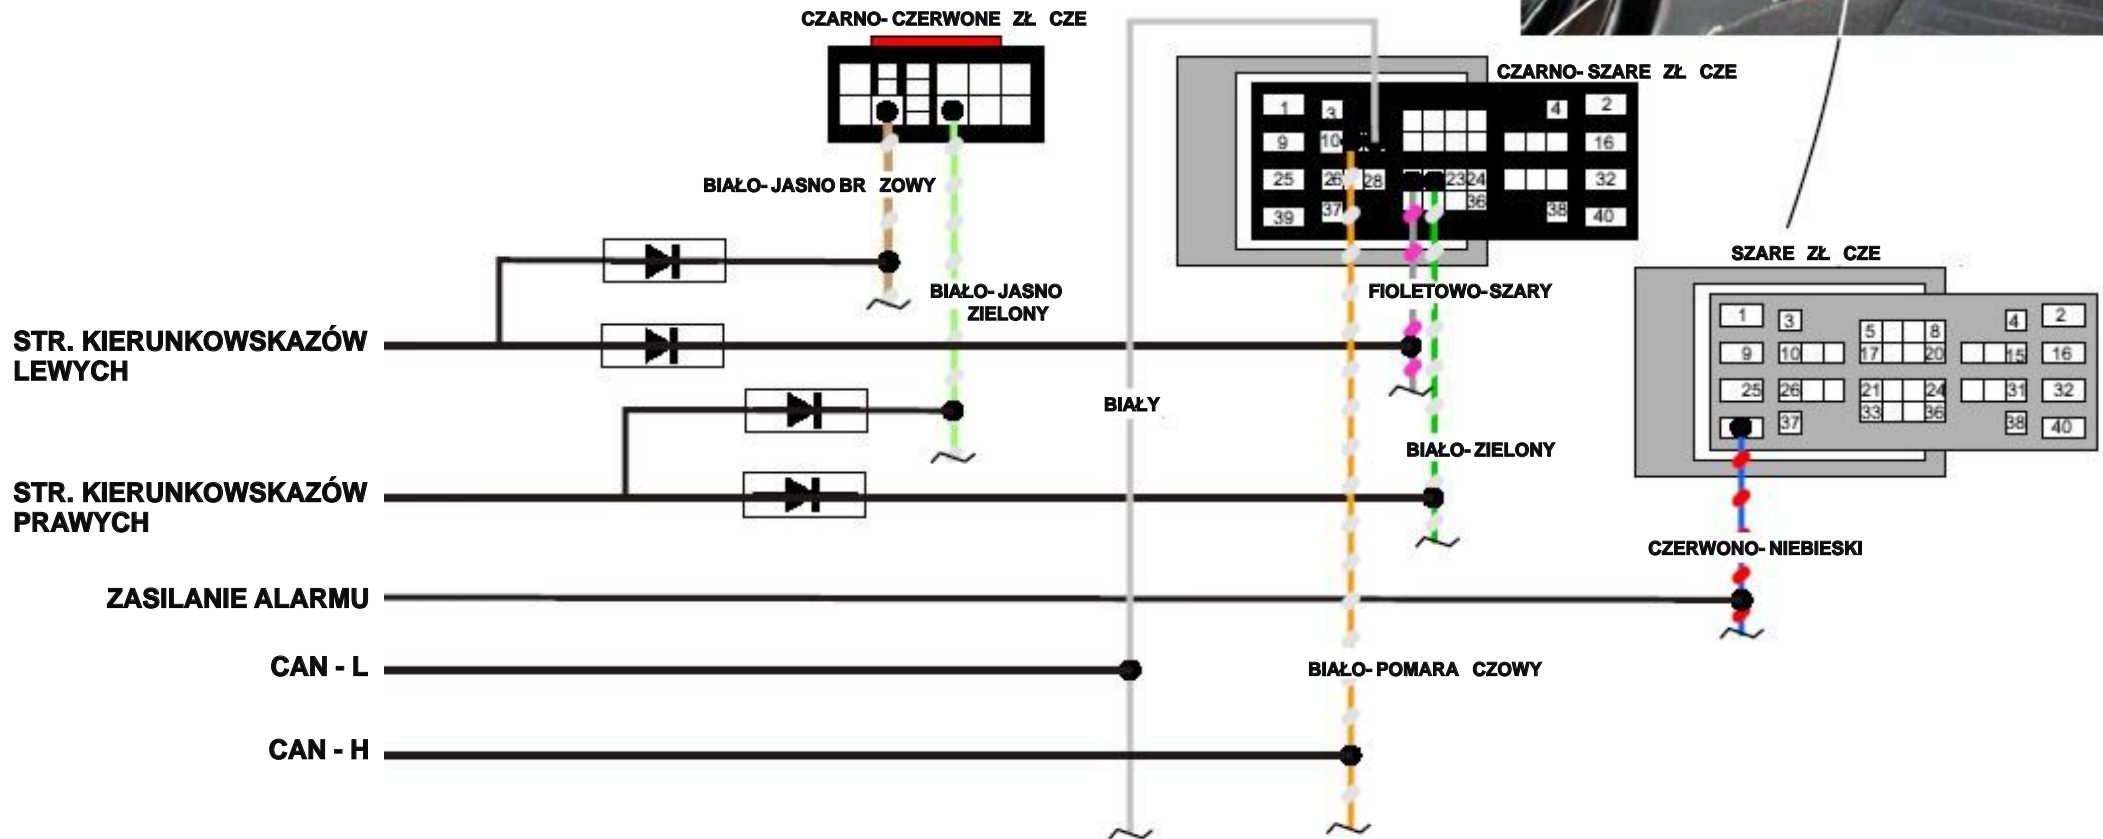 CZARNO- CZERWONE ZŁ CZE
CZARNO- SZARE ZŁ CZE
1 3 4 2
9 10 16
25 26 28 23 24 32
39 37 36 38 40
BIAŁO- JASNO BR ZOWY
SZARE ZŁ CZE
1 3 5 8 4 2
9 10 17 20 15 16
25 26 21 24 31 32
37 33 36 38 40
BIAŁO- JASNO
ZIELONY
FIOLETOWO- SZARY
STR. KIERUNKOWSKAZÓW
LEWYCH
BIAŁY
BIAŁO- ZIELONY
STR. KIERUNKOWSKAZÓW
PRAWYCH
CZERWONO- NIEBIESKI
ZASILANIE ALARMU
CAN - L
BIAŁO- POMARA CZOWY
CAN - H